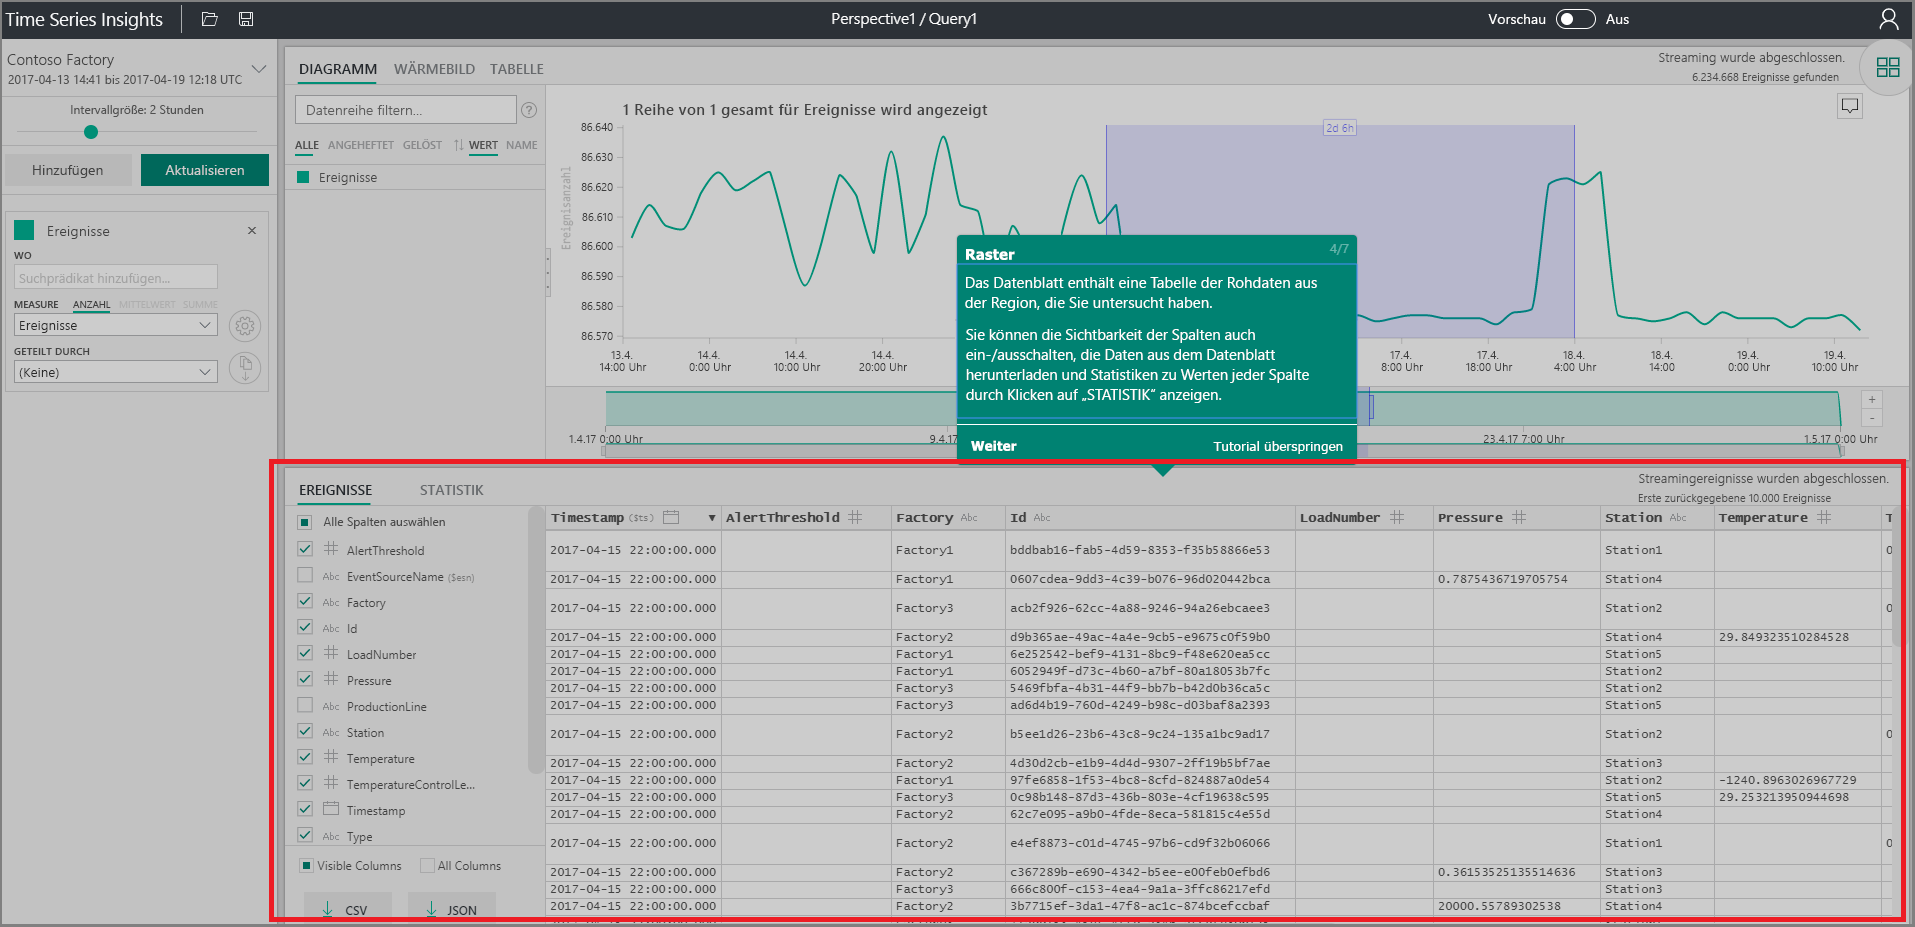 Time Series Insights
Perspective1 / Query1
Vorschau Aus
Contoso Factory
2017-04-13 14:41 bis 2017-04-19 12:18 UTC
Intervallgröße: 2 Stunden
Hinzufügen Aktualisieren
Ereignisse ×
WO
Suchprädikat hinzufügen...
MEASURE ANZAHL MITTELWERT SUMME
Ereignisse
GETEILT DURCH
(Keine)
DIAGRAMM WÄRMEBILD TABELLE
Streaming wurde abgeschlossen.
6.234.668 Ereignisse gefunden
Datenreihe filtern... ?
ALLE ANGEHEFTET GELÖST WERT NAME
Ereignisse
1 Reihe von 1 gesamt für Ereignisse wird angezeigt
Ereignisanzahl
86.640
86.630
86.620
86.610
86.600
86.590
86.580
86.570
2d 6h
13.4. 14.4. 14.4. 14.4. 17.4. 17.4. 18.4. 18.4. 19.4. 19.4.
14:00 Uhr 0:00 Uhr 10:00 Uhr 20:00 Uhr 8:00 Uhr 18:00 Uhr 4:00 Uhr 14:00 0:00 Uhr 10:00 Uhr
+
-
1.4.17 0:00 Uhr 9.4.17 23.4.17 7:00 Uhr 1.5.17 0:00 Uhr
Raster 4/7
Das Datenblatt enthält eine Tabelle der Rohdaten aus
der Region, die Sie untersucht haben.
Sie können die Sichtbarkeit der Spalten auch
ein-/ausschalten, die Daten aus dem Datenblatt
herunterladen und Statistiken zu Werten jeder Spalte
durch Klicken auf „STATISTIK“ anzeigen.
Weiter Tutorial überspringen
EREIGNISSE STATISTIK
Streamingereignisse wurden abgeschlossen.
Erste zurückgegebene 10.000 Ereignisse
Alle Spalten auswählen
AlertThreshold
Abc EventSourceName ($esn)
Abc Factory
Abc Id
LoadNumber
Pressure
Abc ProductionLine
Abc Station
Temperature
TemperatureControlLe...
Timestamp
Abc Type
Visible Columns All Columns
CSV JSON
Timestamp ($ts) AlertThreshold Factory Abc Id Abc LoadNumber Pressure Station Abc Temperature T
2017-04-15 22:00:00.000 Factory1 bddbab16-fab5-4d59-8353-f35b58866e53 Station1 0
2017-04-15 22:00:00.000 Factory1 0607cdea-9dd3-4c39-b076-96d020442bca 0.7875436719705754 Station4
2017-04-15 22:00:00.000 Factory3 acb2f926-62cc-4a88-9246-94a26ebcaee3 Station2 0
2017-04-15 22:00:00.000 Factory2 d9b365ae-49ac-4a4e-9cb5-e9675c0f59b0 Station4 29.849323510284528
2017-04-15 22:00:00.000 Factory1 6e252542-bef9-4131-8bc9-f48e620ea5cc Station5
2017-04-15 22:00:00.000 Factory1 6052949f-d73c-4b60-a7bf-80a18053b7fc Station2
2017-04-15 22:00:00.000 Factory3 5469fbfa-4b31-44f9-bb7b-b42d0b36ca5c Station2
2017-04-15 22:00:00.000 Factory3 ad6d4b19-760d-4249-b98c-d03baf8a2393 Station5
2017-04-15 22:00:00.000 Factory2 b5ee1d26-23b6-43c8-9c24-135a1bc9ad17 Station2 0
2017-04-15 22:00:00.000 Factory2 4d30d2cb-e1b9-4d4d-9307-2ff19b5bf7ae Station3
2017-04-15 22:00:00.000 Factory1 97fe6858-1f53-4bc8-8cfd-824887a0de54 Station2 -1240.8963026967729
2017-04-15 22:00:00.000 Factory3 0c98b148-87d3-436b-803e-4cf19638c595 Station5 29.253213950944698
2017-04-15 22:00:00.000 Factory2 62c7e095-a9b0-4fde-8eca-581815c4e55d Station4
2017-04-15 22:00:00.000 Factory2 e4ef8873-c01d-4745-97b6-cd9f32b06066 Station1 0
2017-04-15 22:00:00.000 Factory2 c367289b-e690-4342-b5ee-e00feb0efbd6 0.36153525135514636 Station3
2017-04-15 22:00:00.000 Factory3 666c800f-c153-4ea4-9a1a-3ffc86217efd Station3
2017-04-15 22:00:00.000 Factory2 3b7715ef-3da1-47f8-ac1c-874bcefccbaf 20000.55789302538 Station4